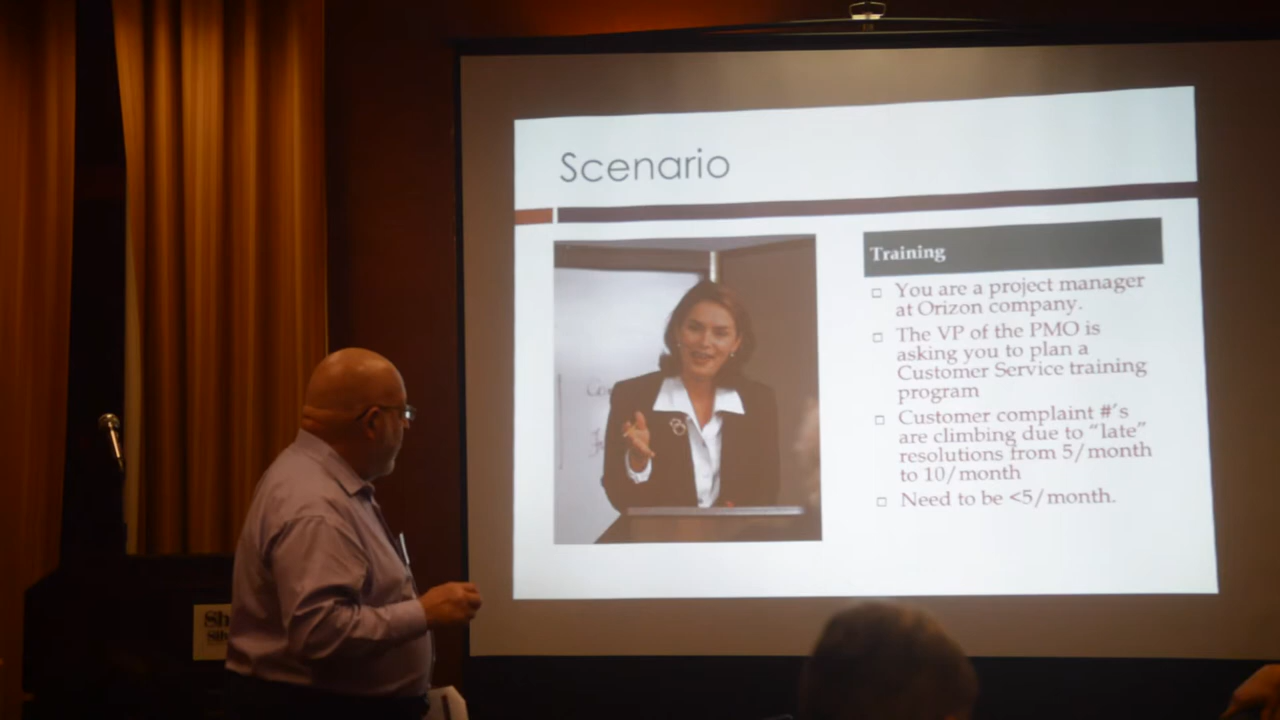 Scenario
Training
You are a project manager
at Orizon company.
The VP of the PMO is
asking you to plan a
Customer Service training
program
Customer complaint #'s
are climbing due to “late”
resolutions from 5/month
to 10/month
Need to be <5/month.
Sh